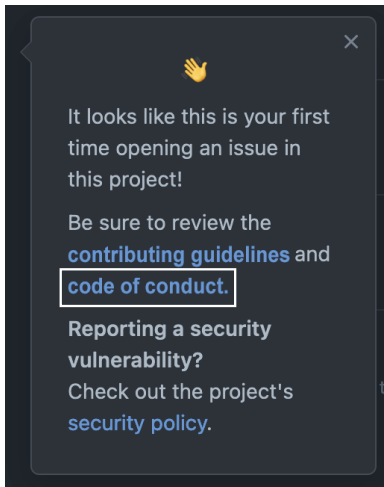 It looks like this is your first
time opening an issue in
this project!
Be sure to review the
contributing guidelines and
code of conduct.
Reporting a security
vulnerability?
Check out the project's
security policy.